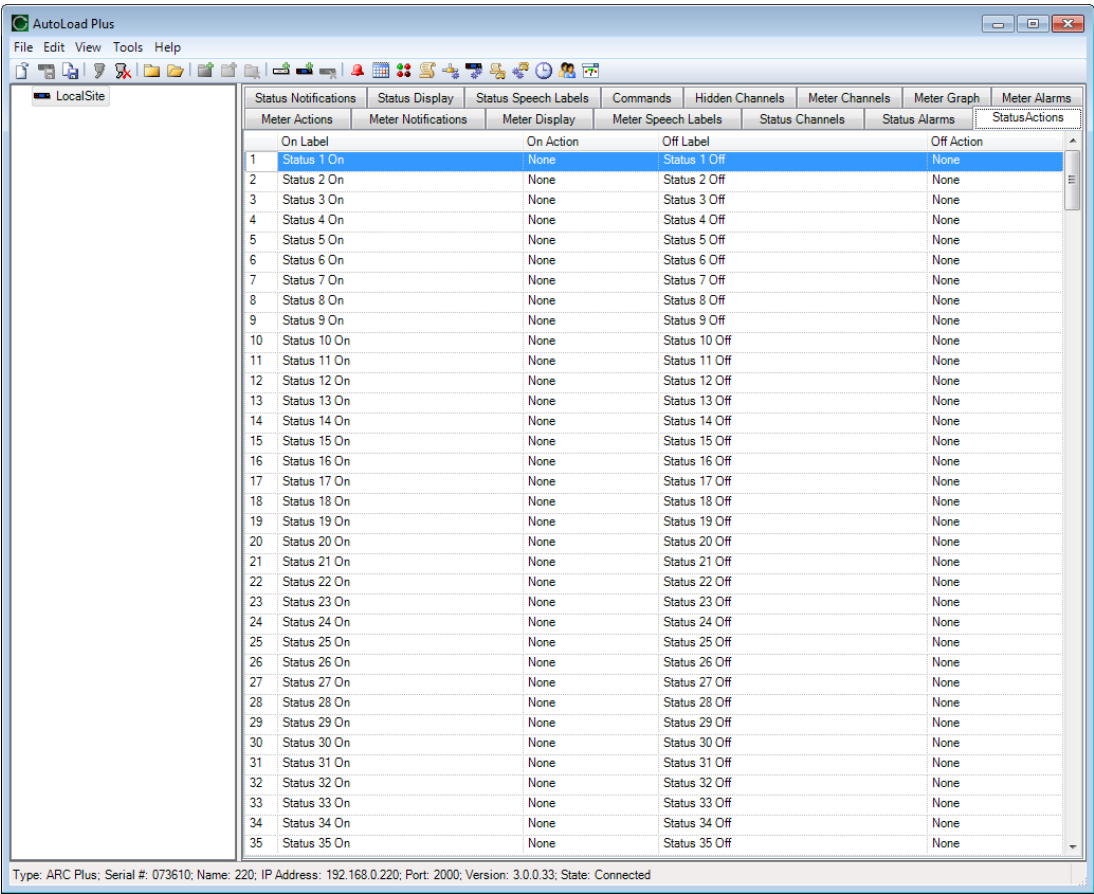 AutoLoad Plus
File Edit View Tools Help
LocalSite
Status Notifications Status Display Status Speech Labels Commands Hidden Channels Meter Channels Meter Graph Meter Alarms
Meter Actions Meter Notifications Meter Display Meter Speech Labels Status Channels Status Alarms StatusActions
On Label On Action Off Label Off Action
1 Status 1 On None Status 1 Off None
2 Status 2 On None Status 2 Off None
3 Status 3 On None Status 3 Off None
4 Status 4 On None Status 4 Off None
5 Status 5 On None Status 5 Off None
6 Status 6 On None Status 6 Off None
7 Status 7 On None Status 7 Off None
8 Status 8 On None Status 8 Off None
9 Status 9 On None Status 9 Off None
10 Status 10 On None Status 10 Off None
11 Status 11 On None Status 11 Off None
12 Status 12 On None Status 12 Off None
13 Status 13 On None Status 13 Off None
14 Status 14 On None Status 14 Off None
15 Status 15 On None Status 15 Off None
16 Status 16 On None Status 16 Off None
17 Status 17 On None Status 17 Off None
18 Status 18 On None Status 18 Off None
19 Status 19 On None Status 19 Off None
20 Status 20 On None Status 20 Off None
21 Status 21 On None Status 21 Off None
22 Status 22 On None Status 22 Off None
23 Status 23 On None Status 23 Off None
24 Status 24 On None Status 24 Off None
25 Status 25 On None Status 25 Off None
26 Status 26 On None Status 26 Off None
27 Status 27 On None Status 27 Off None
28 Status 28 On None Status 28 Off None
29 Status 29 On None Status 29 Off None
30 Status 30 On None Status 30 Off None
31 Status 31 On None Status 31 Off None
32 Status 32 On None Status 32 Off None
33 Status 33 On None Status 33 Off None
34 Status 34 On None Status 34 Off None
35 Status 35 On None Status 35 Off None
Type: ARC Plus; Serial #: 073610; Name: 220; IP Address: 192.168.0.220; Port: 2000; Version: 3.0.0.33; State: Connected